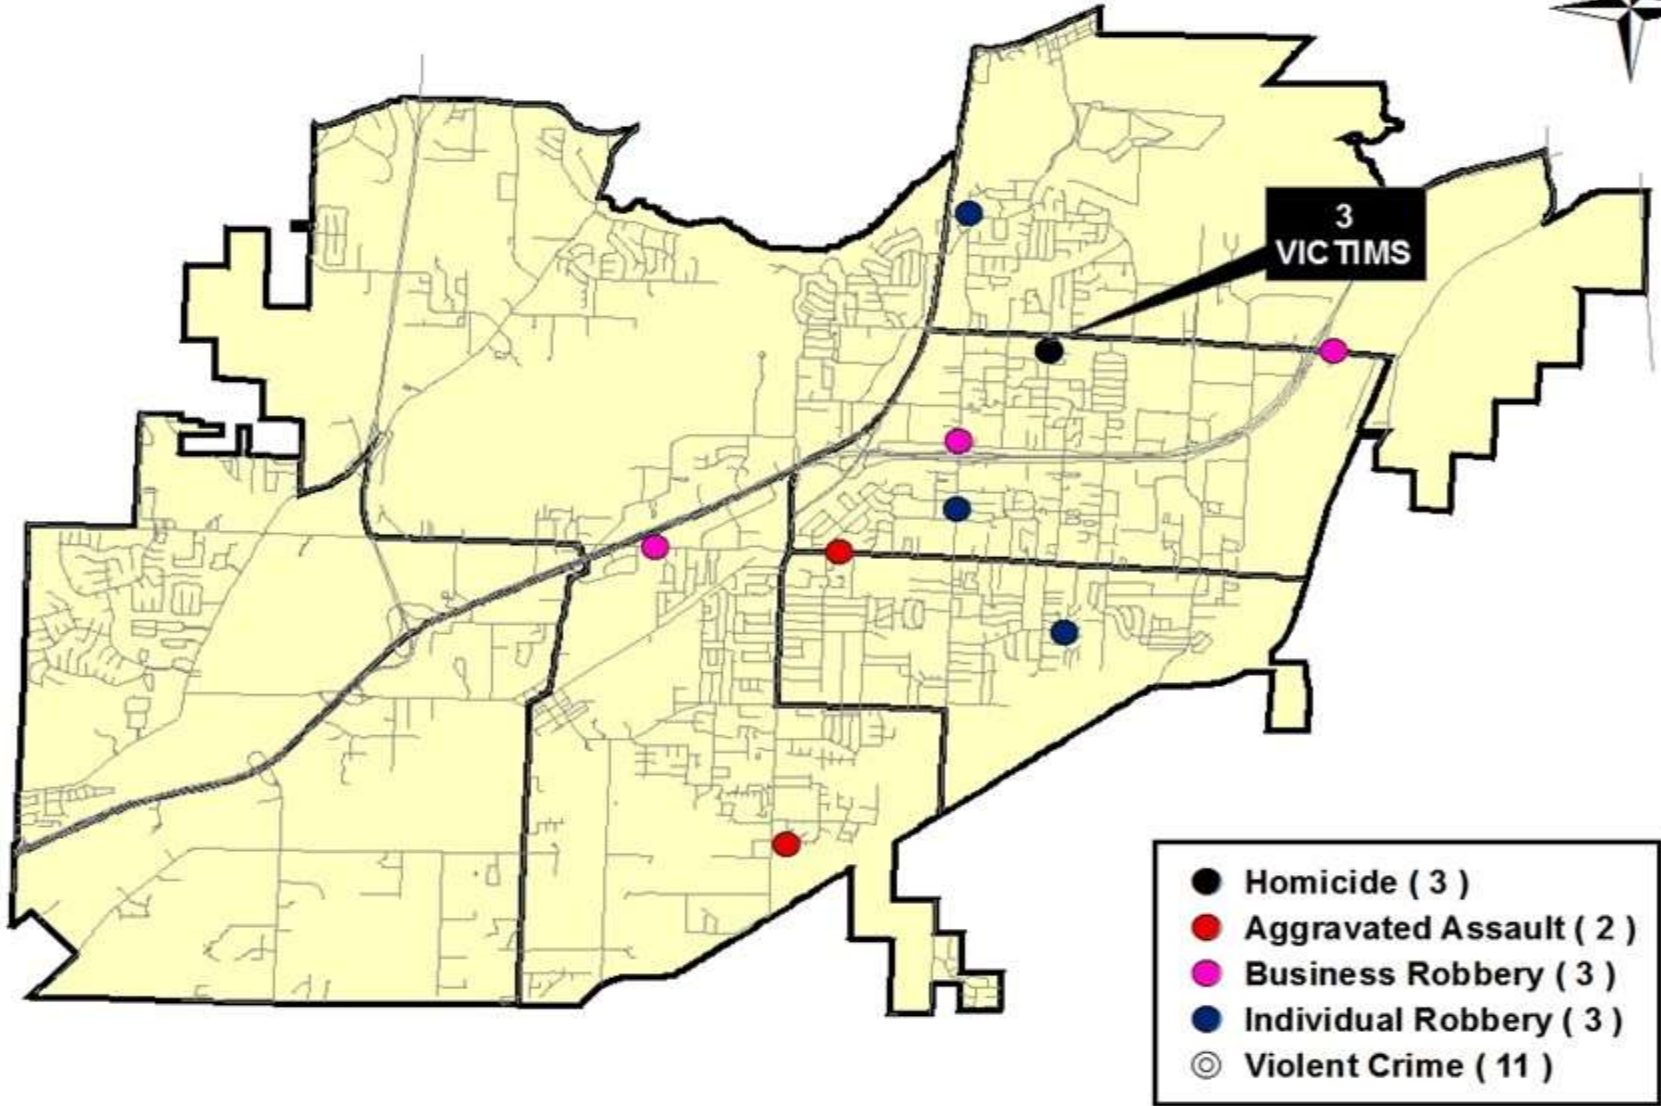 3
VICTIMS
Homicide ( 3 )
Aggravated Assault ( 2 )
Business Robbery ( 3 )
Individual Robbery ( 3 )
Violent Crime ( 11 )